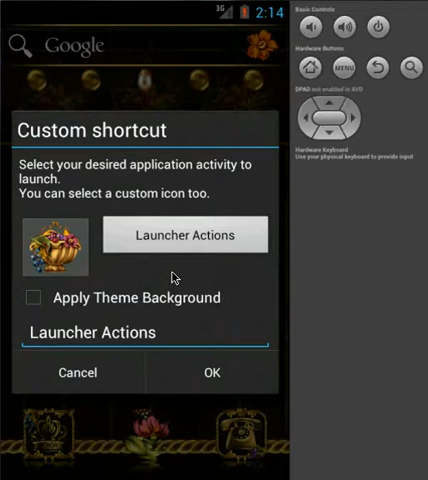 3G 2:14
Google
Custom shortcut
Select your desired application activity to
launch.
You can select a custom icon too.
Launcher Actions
Apply Theme Background
Launcher Actions
Cancel OK
Basic Controls
Hardware Buttons
MENU
DPAD not enabled in AVD
Hardware Keyboard
Use your physical keyboard to provide input